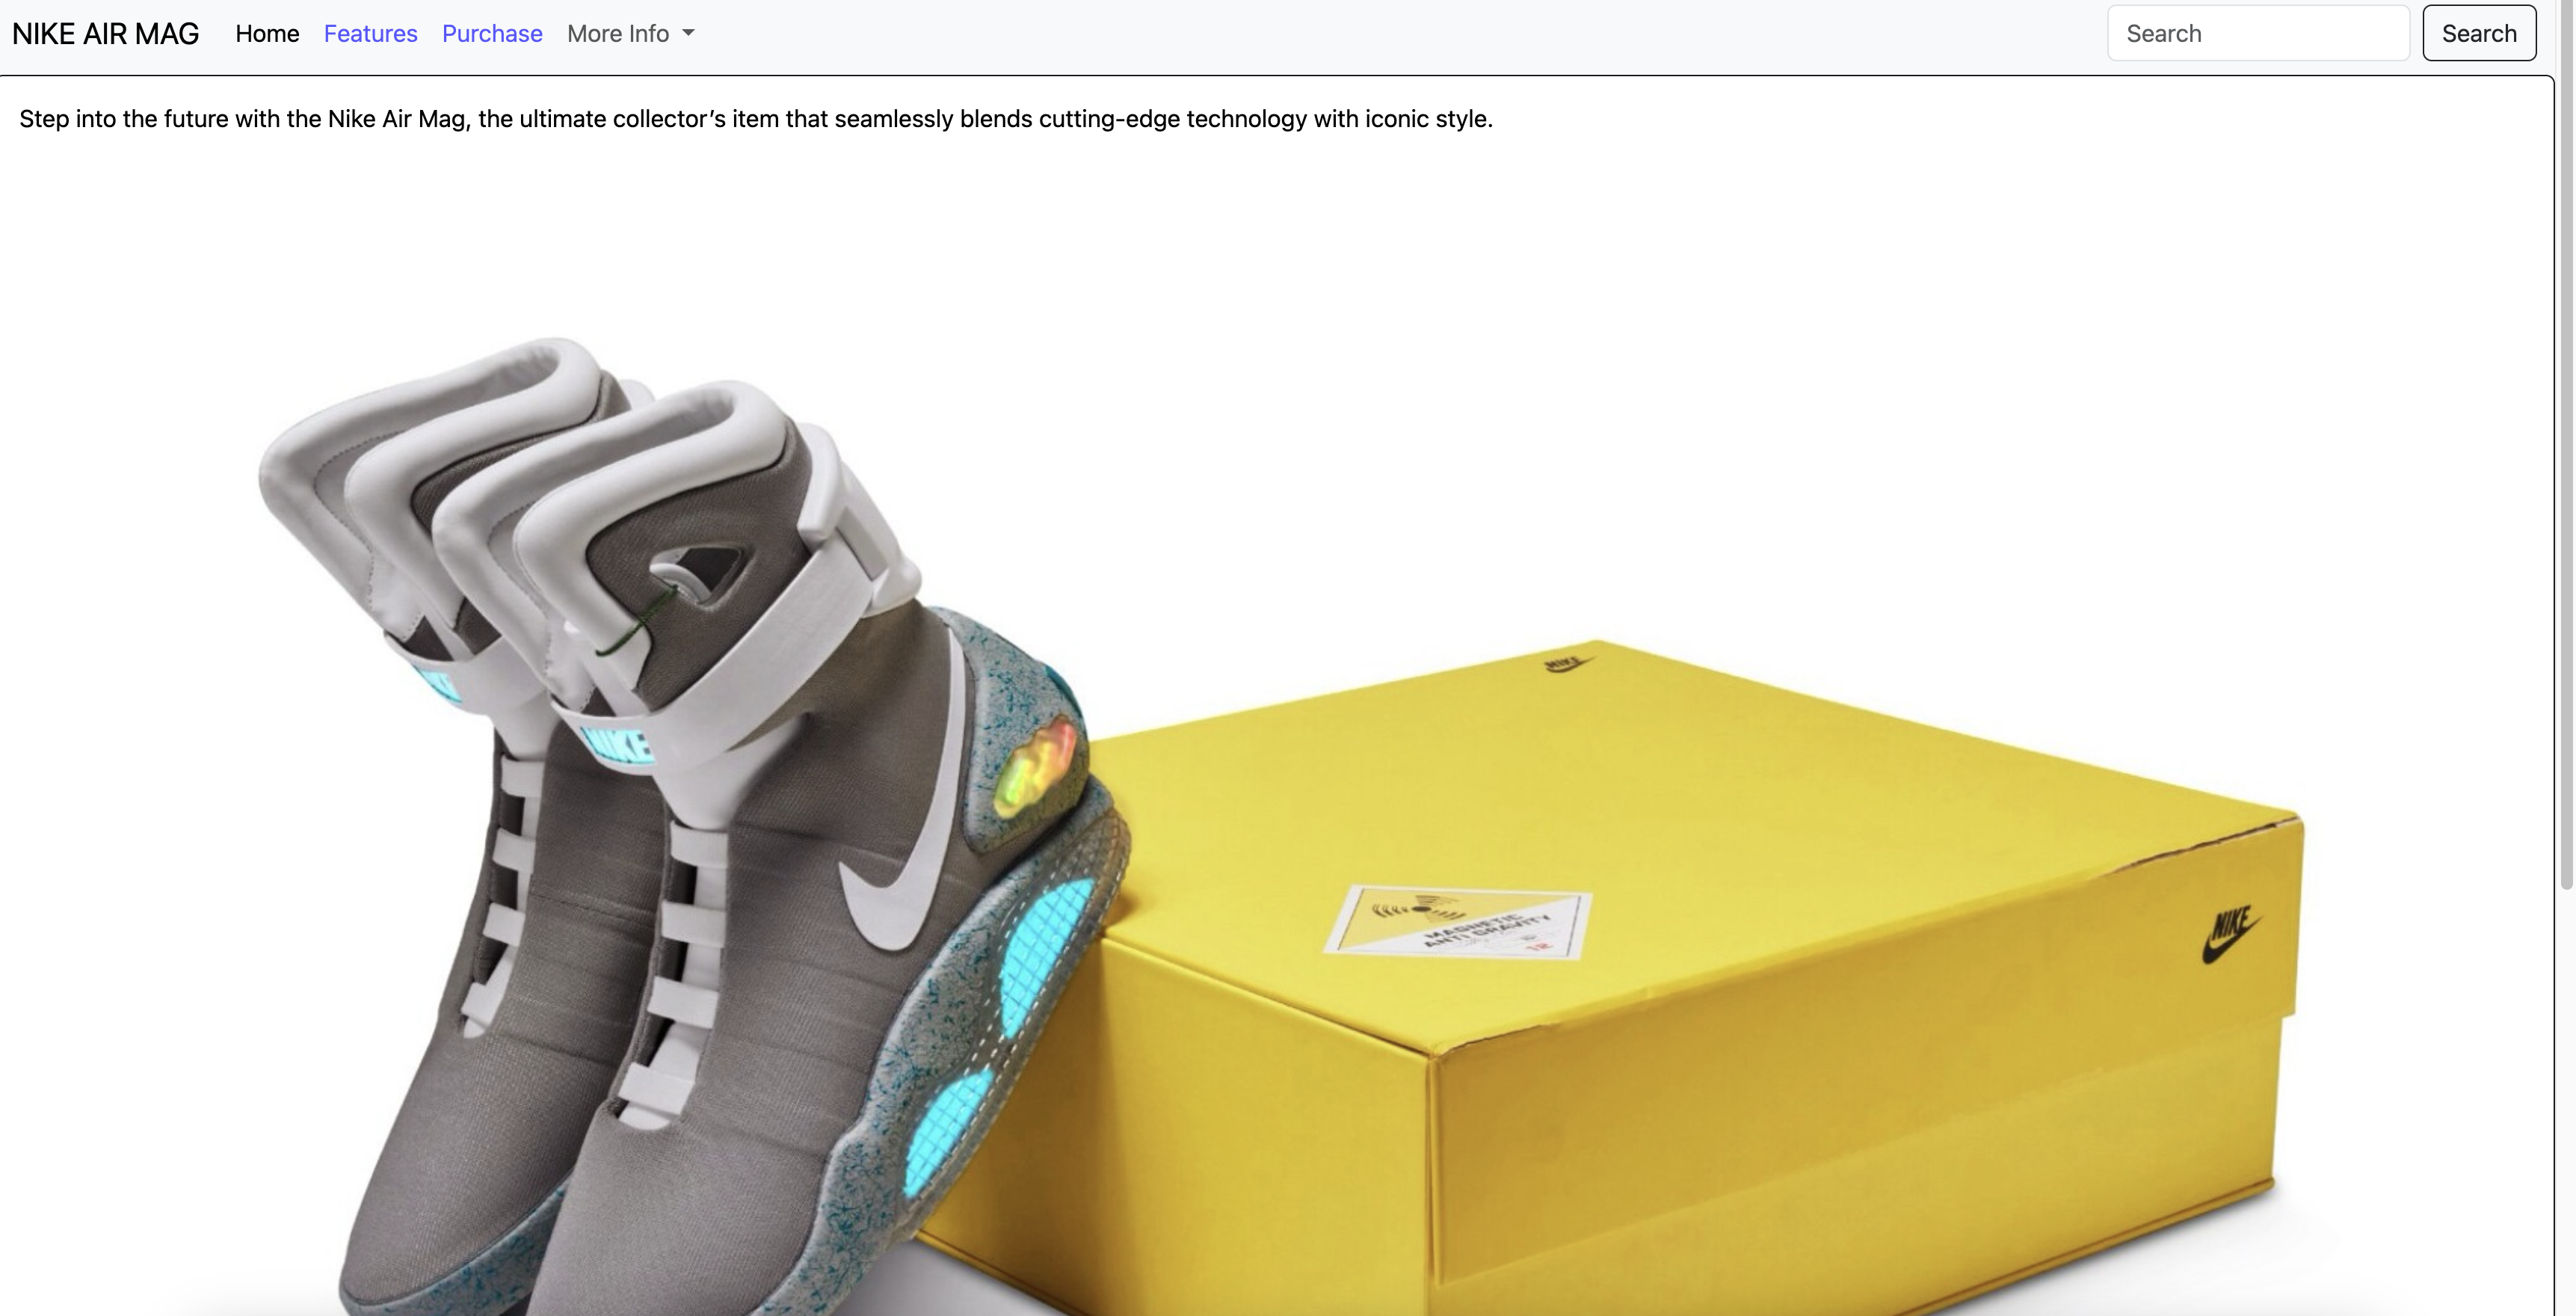 NIKE AIR MAG Home Features Purchase More Info Search Search
Step into the future with the Nike Air Mag, the ultimate collector’s item that seamlessly blends cutting-edge technology with iconic style.
NIKE
NIKE
NIKE
MAGNETIC
ANTI GRAVITY
12
NIKE